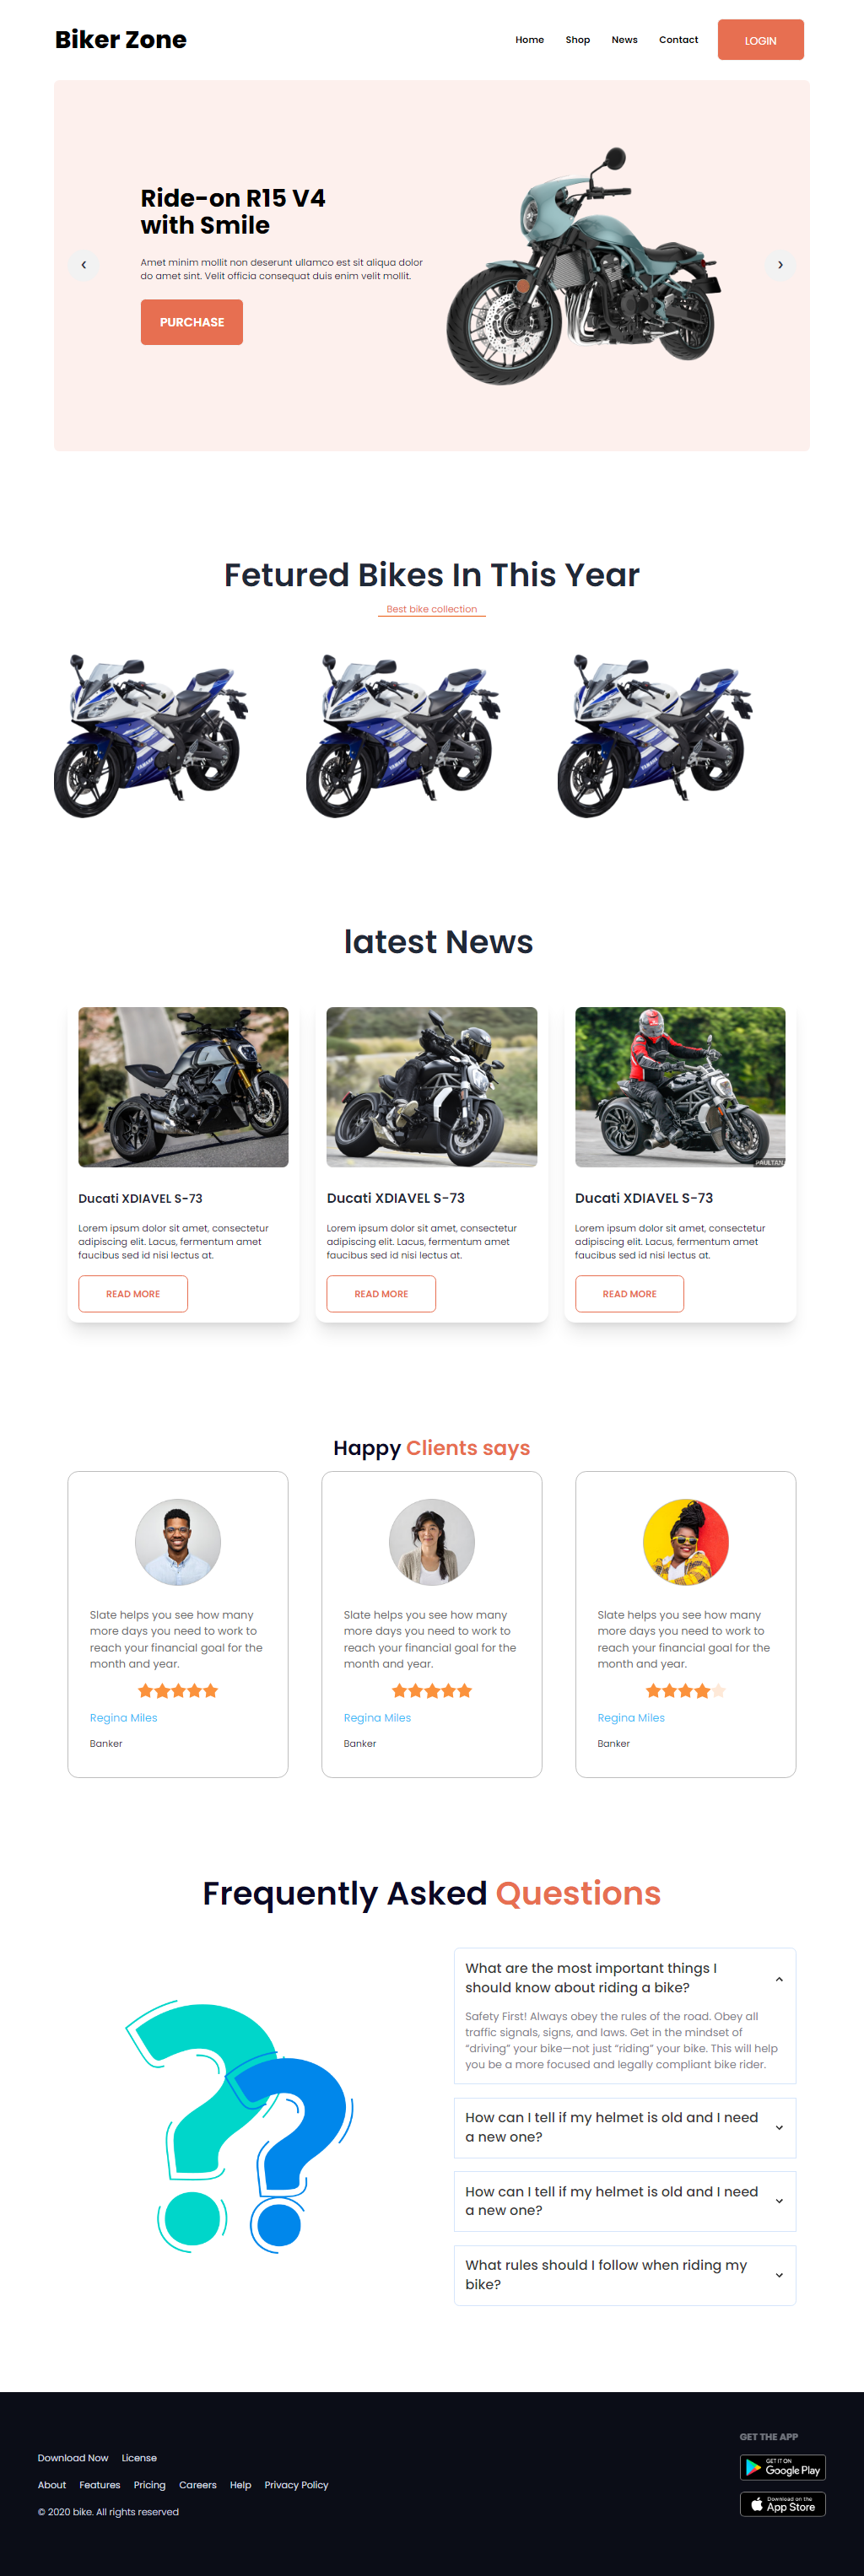 Biker Zone
Home Shop News Contact LOGIN
Ride-on R15 V4
with Smile
Amet minim mollit non deserunt ullamco est sit aliqua dolor
do amet sint. Velit officia consequat duis enim velit mollit.
PURCHASE
Fetured Bikes In This Year
Best bike collection
YAMAHA
YAMAHA
YAMAHA
latest News
PAULTAN
Ducati XDIAVEL S-73
Lorem ipsum dolor sit amet, consectetur
adipiscing elit. Lacus, fermentum amet
faucibus sed id nisi lectus at.
READ MORE
Ducati XDIAVEL S-73
Lorem ipsum dolor sit amet, consectetur
adipiscing elit. Lacus, fermentum amet
faucibus sed id nisi lectus at.
READ MORE
Ducati XDIAVEL S-73
Lorem ipsum dolor sit amet, consectetur
adipiscing elit. Lacus, fermentum amet
faucibus sed id nisi lectus at.
READ MORE
Happy Clients says
Slate helps you see how many
more days you need to work to
reach your financial goal for the
month and year.
Regina Miles
Banker
Slate helps you see how many
more days you need to work to
reach your financial goal for the
month and year.
Regina Miles
Banker
Slate helps you see how many
more days you need to work to
reach your financial goal for the
month and year.
Regina Miles
Banker
Frequently Asked Questions
What are the most important things I
should know about riding a bike?
Safety First! Always obey the rules of the road. Obey all
traffic signals, signs, and laws. Get in the mindset of
“driving” your bike—not just “riding” your bike. This will help
you be a more focused and legally compliant bike rider.
How can I tell if my helmet is old and I need
a new one?
How can I tell if my helmet is old and I need
a new one?
What rules should I follow when riding my
bike?
Download Now License
About Features Pricing Careers Help Privacy Policy
© 2020 bike. All rights reserved
GET THE APP
GET IT ON
Google Play
Download on the
App Store